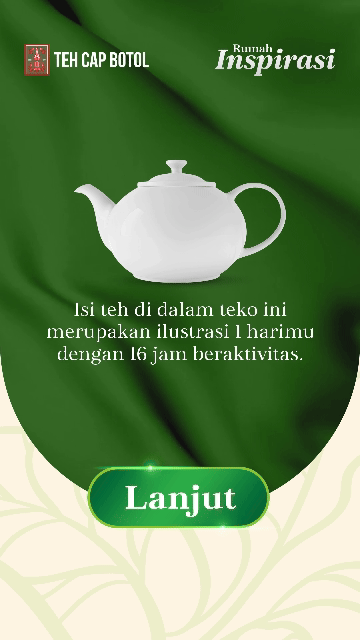 TEH CAP BOTOL
Rumah
Inspirasi
Isi teh di dalam teko ini
merupakan ilustrasi 1 harimu
dengan 16 jam beraktivitas.
Lanjut